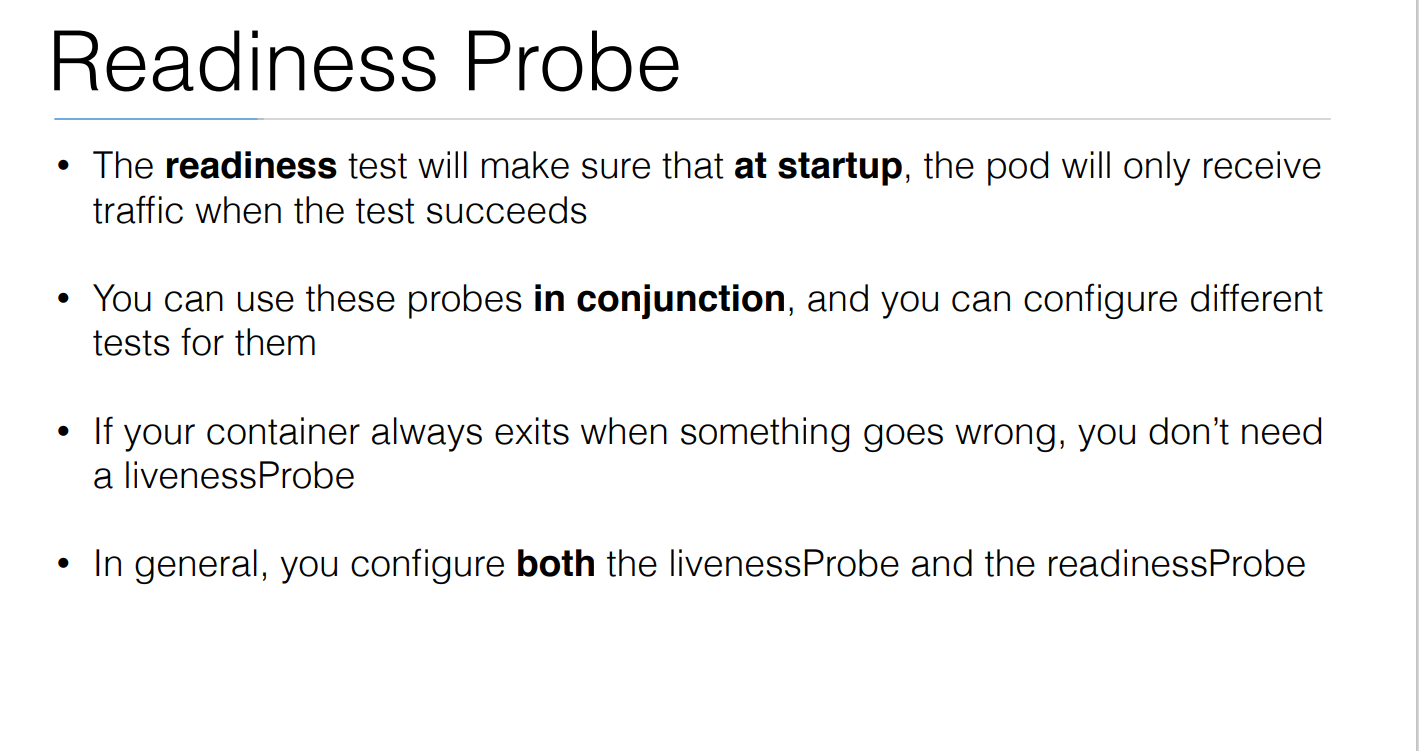 Readiness Probe
• The readiness test will make sure that at startup, the pod will only receive
traffic when the test succeeds
• You can use these probes in conjunction, and you can configure different
tests for them
• If your container always exits when something goes wrong, you don’t need
a livenessProbe
• In general, you configure both the livenessProbe and the readinessProbe